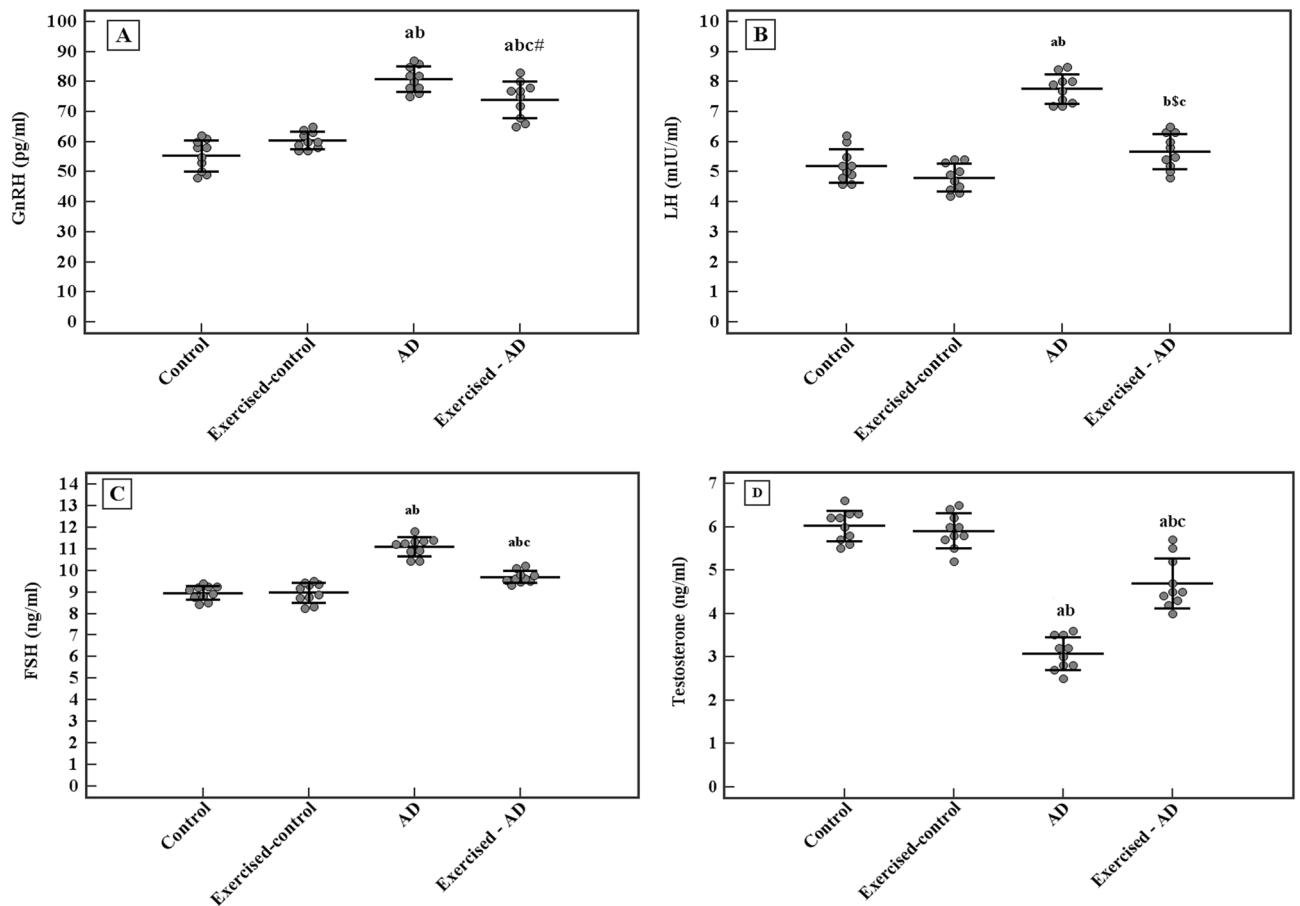 A
GnRH (pg/ml)
100
90
80
70
60
50
40
30
20
10
0
ab
abc#
Control
Exercised-control
AD
Exercised - AD
B
LH (mIU/ml)
10
9
8
7
6
5
4
3
2
1
0
ab
b$c
Control
Exercised-control
AD
Exercised - AD
C
FSH (ng/ml)
14
13
12
11
10
9
8
7
6
5
4
3
2
1
0
ab
abc
Control
Exercised-control
AD
Exercised - AD
D
Testosterone (ng/ml)
7
6
5
4
3
2
1
0
ab
abc
Control
Exercised-control
AD
Exercised - AD